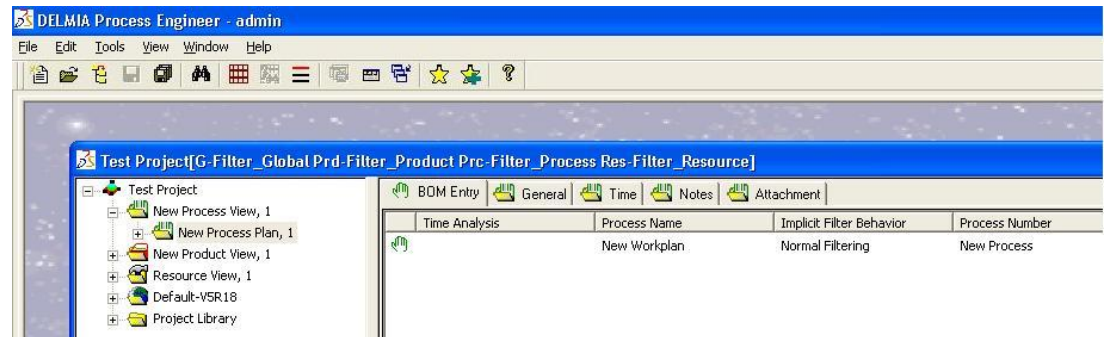 DELMIA Process Engineer - admin
File Edit Tools View Window Help
Test Project[G-Filter_Global Prd-Filter_Product Prc-Filter_Process Res-Filter_Resource]
Test Project
New Process View, 1
New Process Plan, 1
New Product View, 1
Resource View, 1
Default-V5R18
Project Library
BOM Entry General Time Notes Attachment
Time Analysis Process Name Implicit Filter Behavior Process Number
New Workplan Normal Filtering New Process